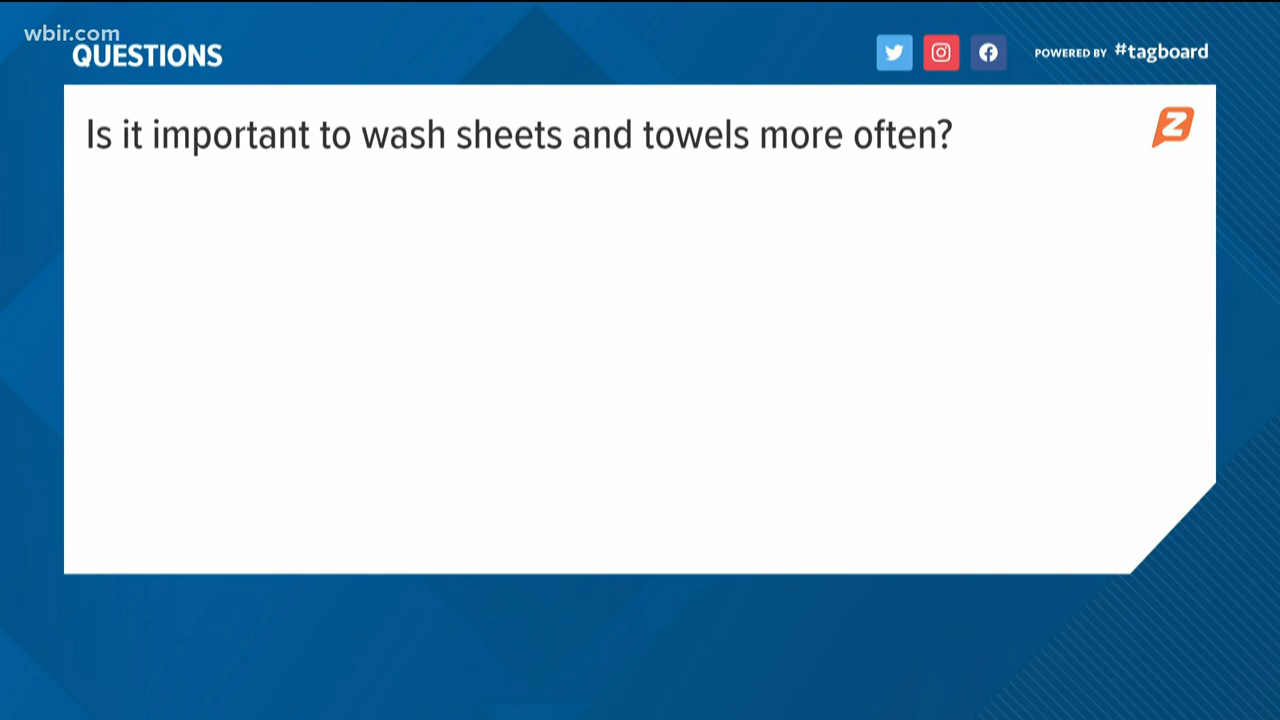 wbir.com
QUESTIONS
POWERED BY #tagboard
Is it important to wash sheets and towels more often?